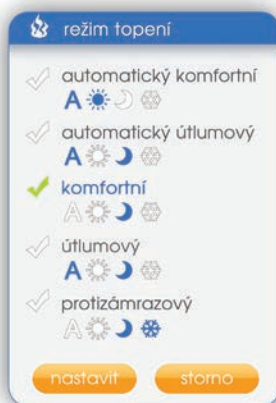 režim topení
automatický komfortní
A
automatický útlumový
A
komfortní
A
útlumový
A
protizámrazový
A
nastavit storno